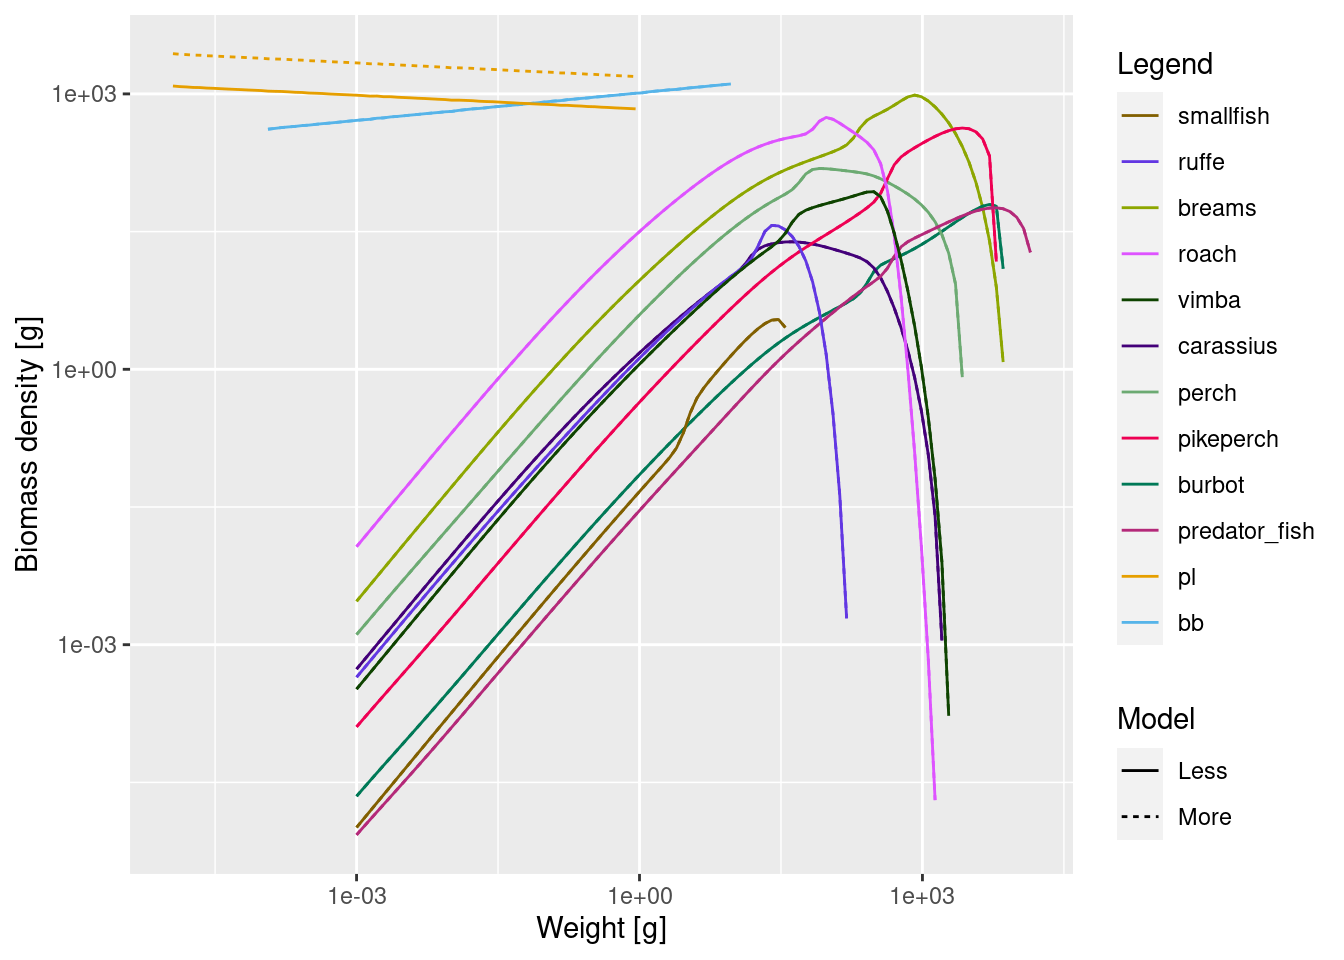 Biomass density [g]
1e+03
1e+00
1e-03
1e-03
1e+00
1e+03
Weight [g]
Legend
smallfish
ruffe
breams
roach
vimba
carassius
perch
pikeperch
burbot
predator_fish
pl
bb
Model
Less
More